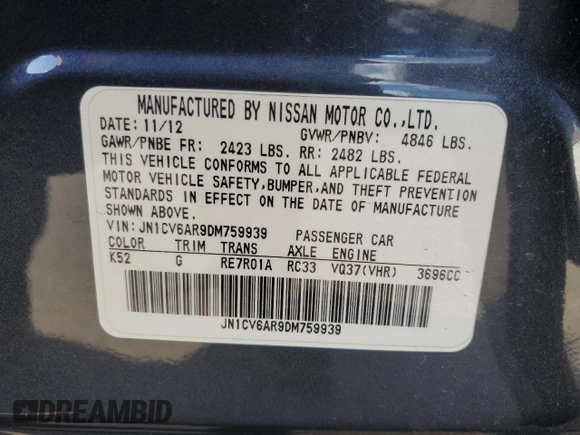 MANUFACTURED BY NISSAN MOTOR CO.,LTD.
DATE: 11/12 GVWR/PNBV: 4846 LBS.
GAWR/PNBE FR: 2423 LBS. RR: 2482 LBS.
THIS VEHICLE CONFORMS TO ALL APPLICABLE FEDERAL
MOTOR VEHICLE SAFETY,BUMPER,AND THEFT PREVENTION
STANDARDS IN EFFECT ON THE DATE OF MANUFACTURE
SHOWN ABOVE.
VIN: JN1CV6AR9DM759939 PASSENGER CAR
COLOR TRIM TRANS AXLE ENGINE
K52 G RE7R01A RC33 VQ37(VHR) 3696CC
JN1CV6AR9DM759939
DREAMBID